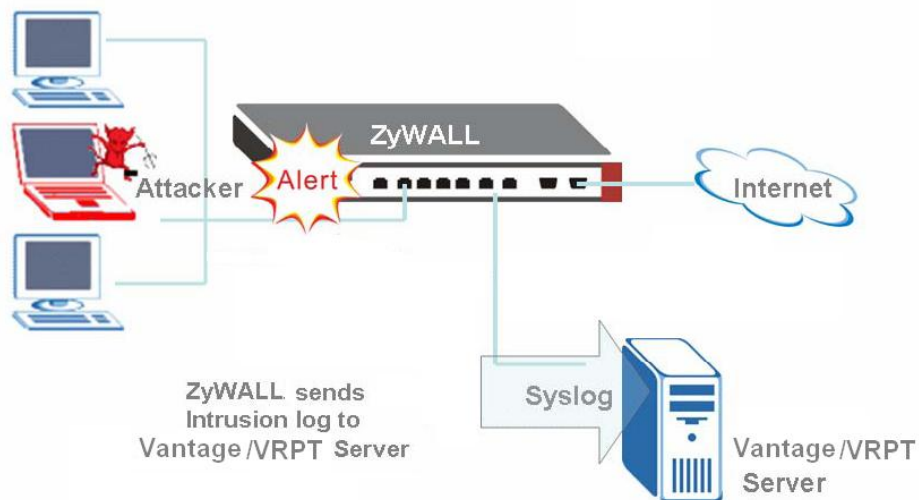 ZyWALL
Attacker
Alert
Internet
ZyWALL sends
Intrusion log to
Vantage/VRPT Server
Syslog
Vantage/VRPT
Server